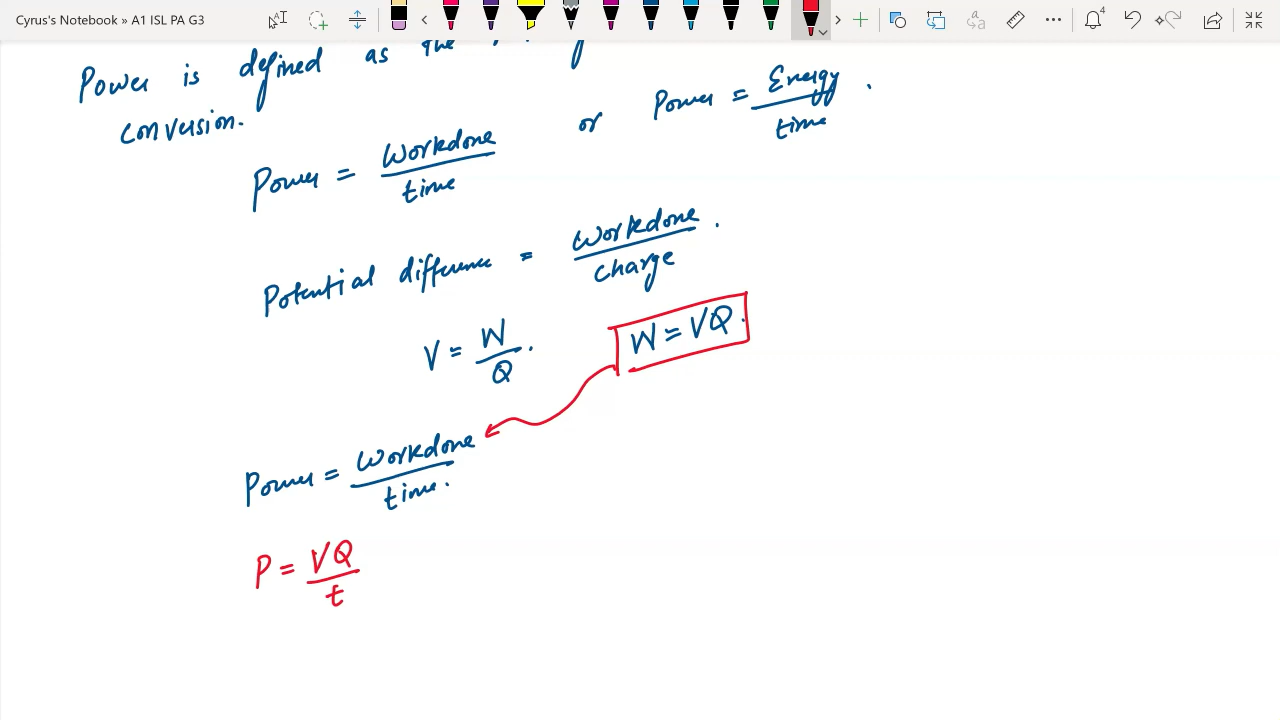 Cyrus's Notebook » A1 ISL PA G3
4
Power is defined as the
conversion.
Power = Workdone / time or Power = Energy / time .
Potential difference = Workdone / charge .
V = W / Q . W = VQ.
Power = Workdone / time.
P = VQ / t